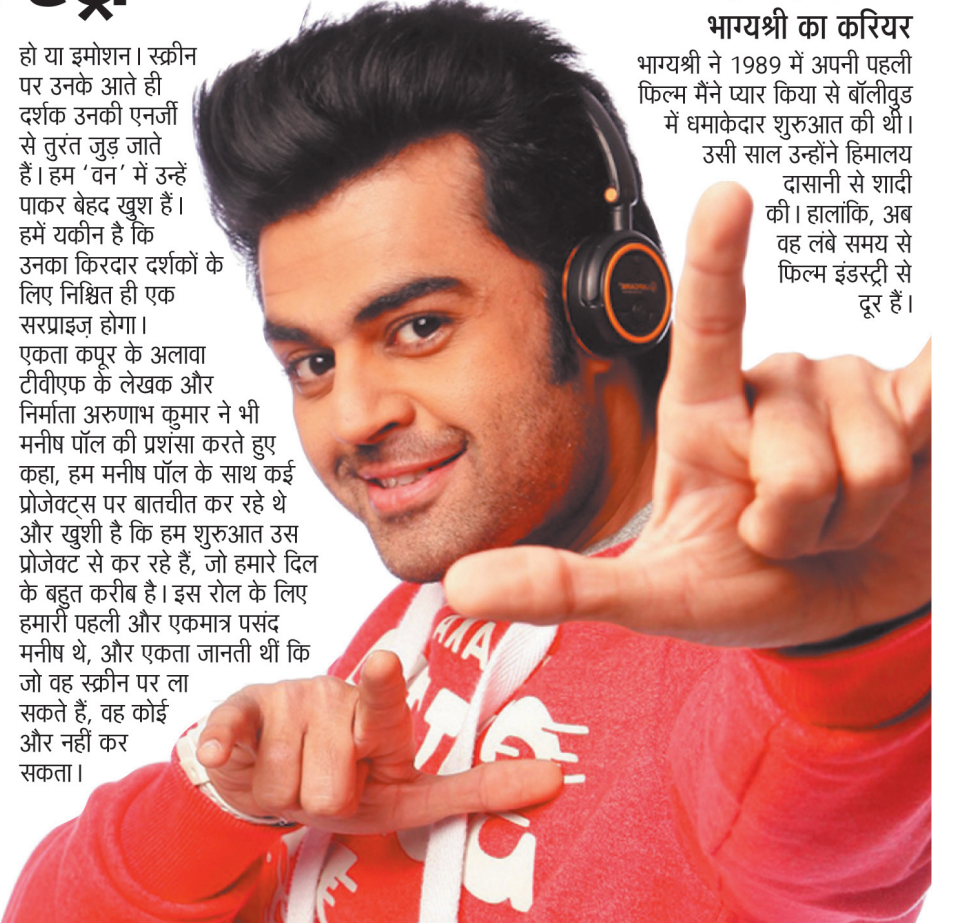 हो या इमोशन। स्क्रीन
पर उनके आते ही
दर्शक उनकी एनर्जी
से तुरंत जुड़ जाते
हैं। हम ‘वन’ में उन्हें
पाकर बेहद खुश हैं।
हमें यकीन है कि
उनका किरदार दर्शकों के
लिए निश्चित ही एक
सरप्राइज़ होगा।
एकता कपूर के अलावा
टीवीएफ के लेखक और
निर्माता अरुणाभ कुमार ने भी
मनीष पॉल की प्रशंसा करते हुए
कहा, हम मनीष पॉल के साथ कई
प्रोजेक्ट्स पर बातचीत कर रहे थे
और खुशी है कि हम शुरुआत उस
प्रोजेक्ट से कर रहे हैं, जो हमारे दिल
के बहुत करीब है। इस रोल के लिए
हमारी पहली और एकमात्र पसंद
मनीष थे, और एकता जानती थीं कि
जो वह स्क्रीन पर ला
सकते हैं, वह कोई
और नहीं कर
सकता।
भाग्यश्री का करियर
भाग्यश्री ने 1989 में अपनी पहली
फिल्म मैंने प्यार किया से बॉलीवुड
में धमाकेदार शुरुआत की थी।
उसी साल उन्होंने हिमालय
दासानी से शादी
की। हालांकि, अब
वह लंबे समय से
फिल्म इंडस्ट्री से
दूर हैं।